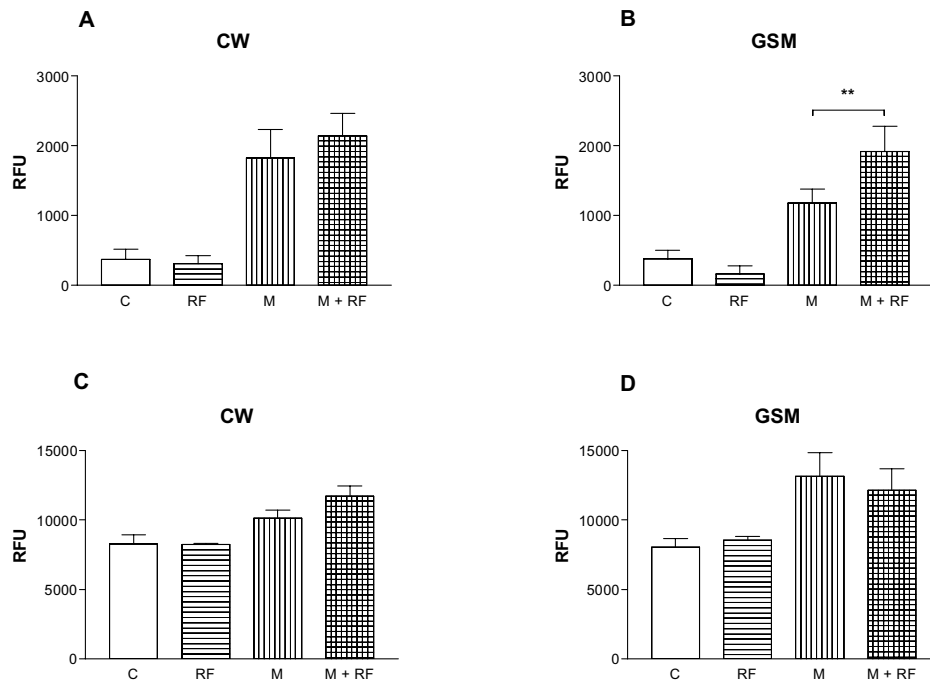 A
CW
RFU
3000
2000
1000
0
C RF M M + RF
B
GSM
RFU
3000
2000
1000
0
**
C RF M M + RF
C
CW
RFU
15000
10000
5000
0
C RF M M + RF
D
GSM
RFU
15000
10000
5000
0
C RF M M + RF